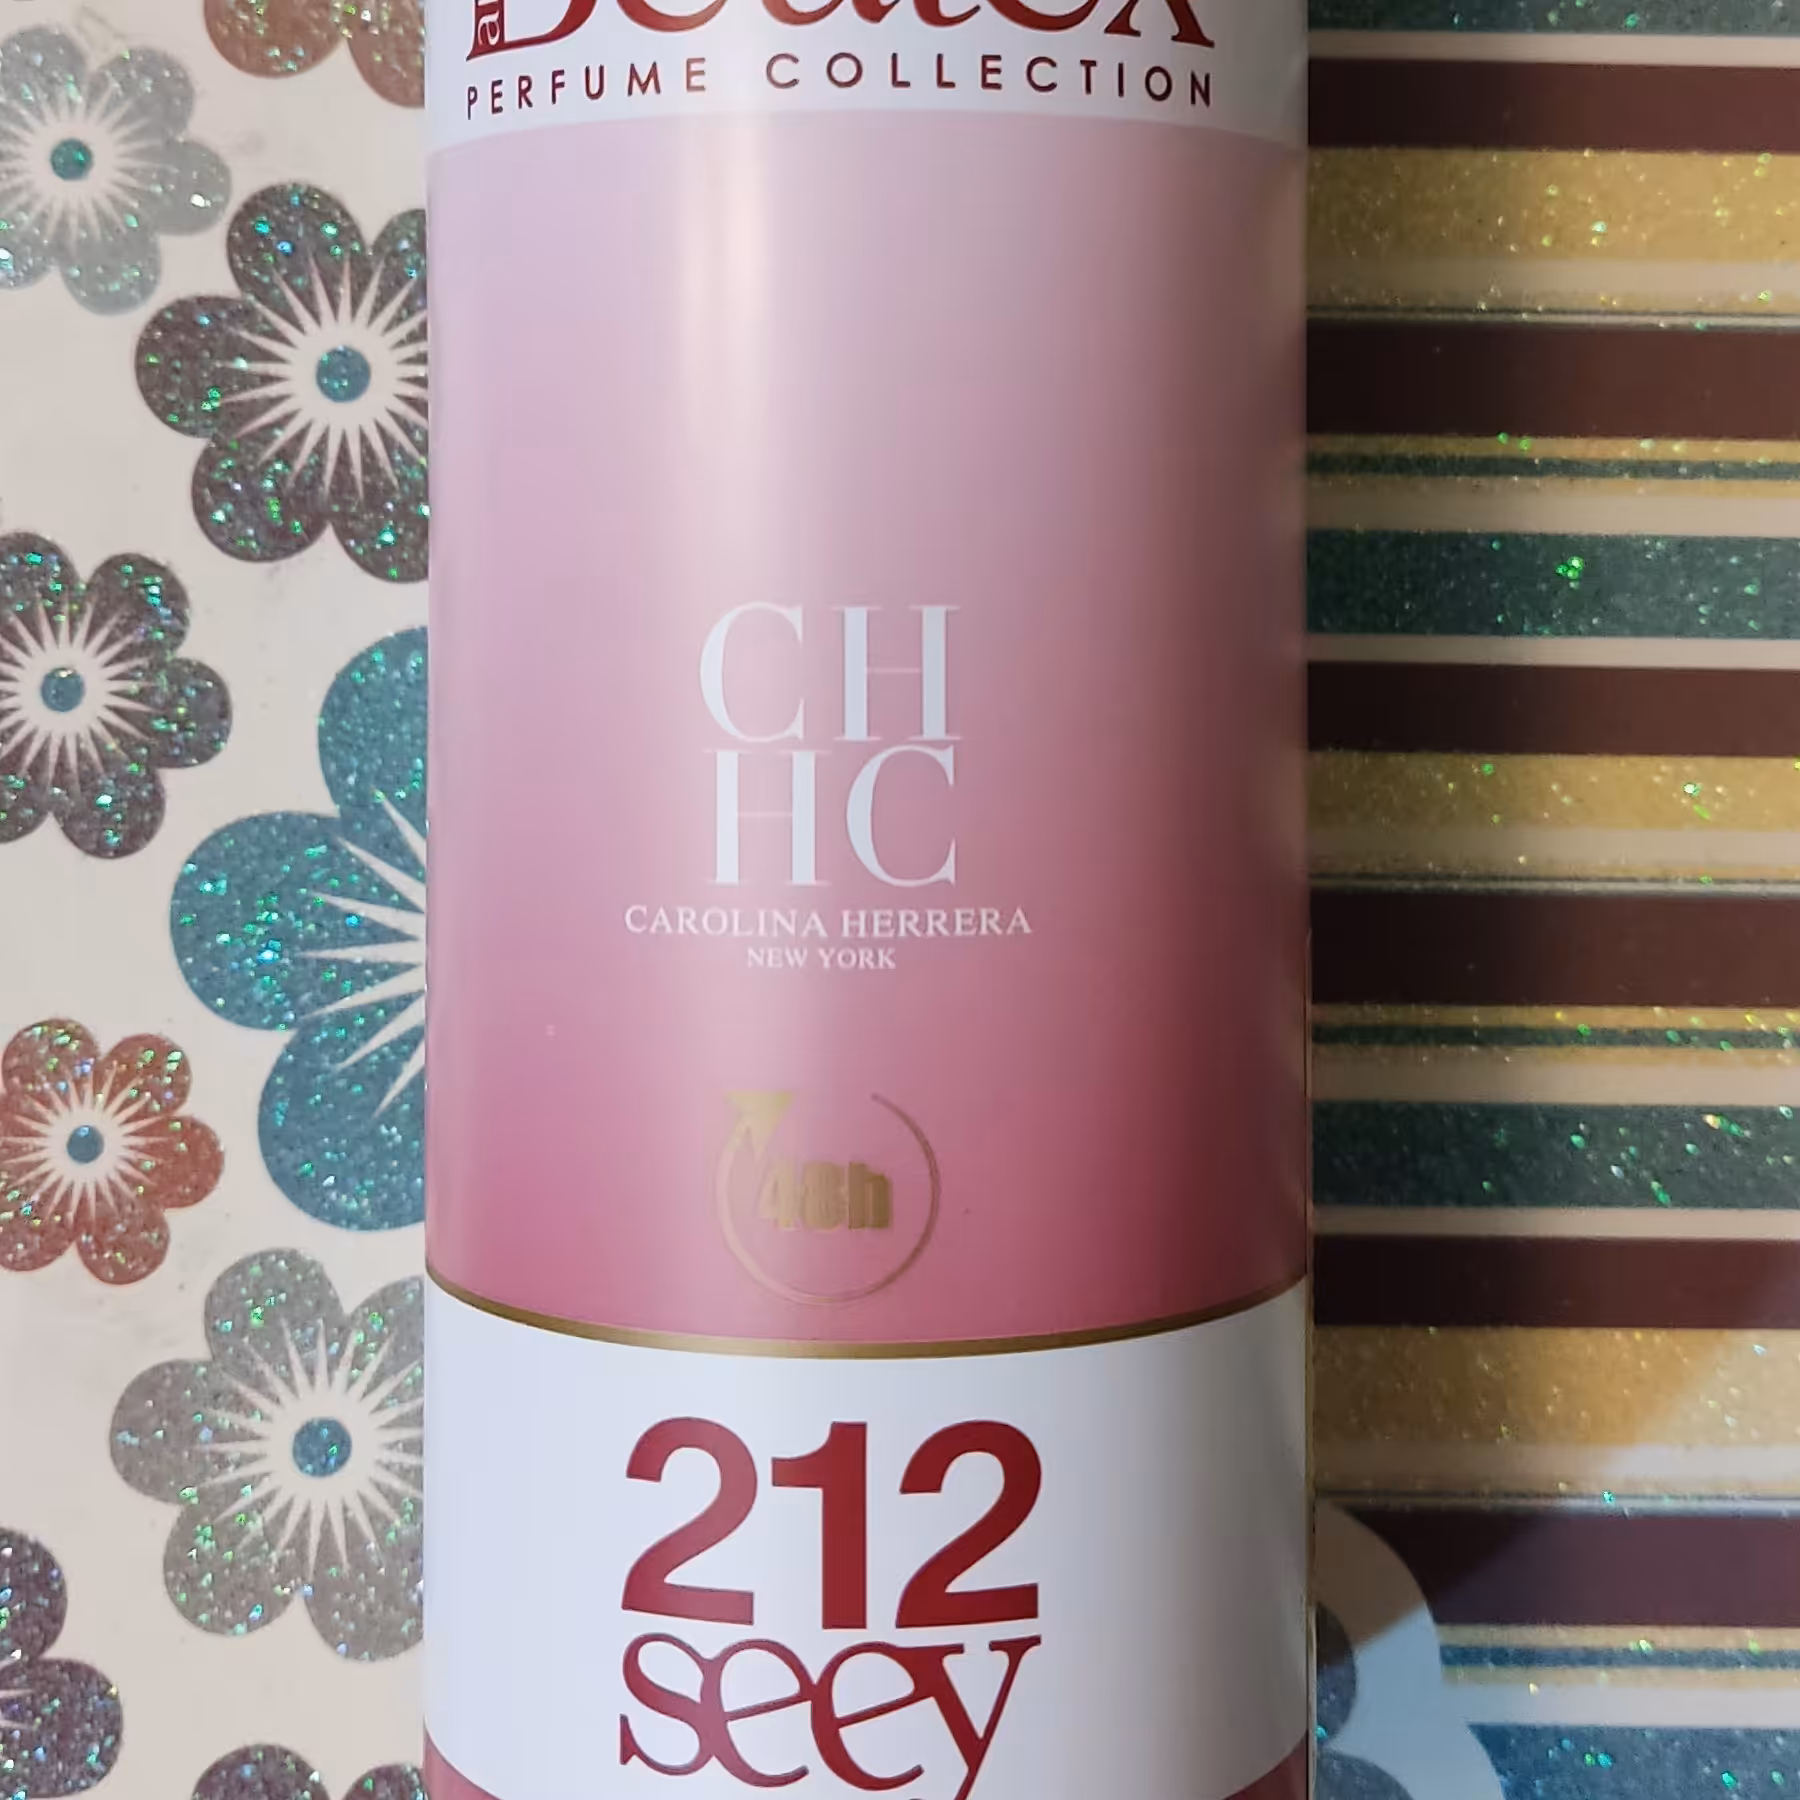 PERFUME COLLECTION
CH
HC
CAROLINA HERRERA
NEW YORK
48h
212
seey